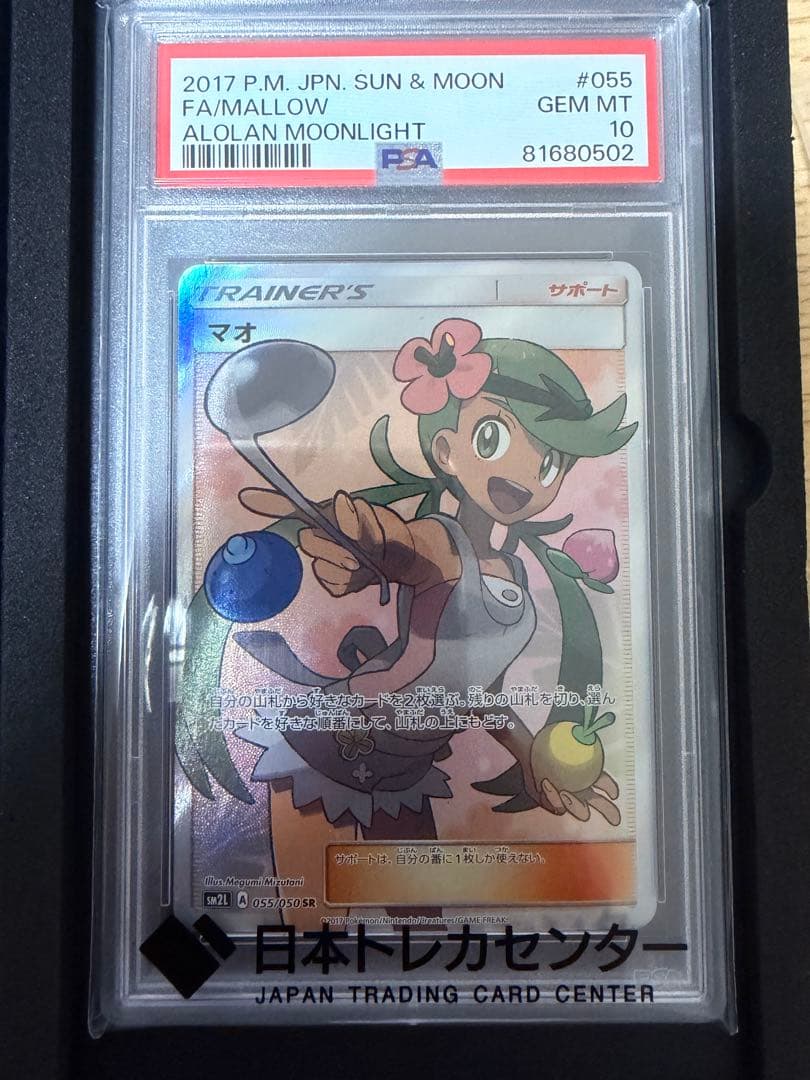 2017 P.M. JPN. SUN & MOON #055
FA/MALLOW GEM MT
ALOLAN MOONLIGHT 10
PSA 81680502
TRAINER'S サポート
マオ
自分の山札から好きなカードを2枚選ぶ。残りの山札を切り、選ん
だカードを好きな順番にして、山札の上にもどす。
サポートは、自分の番に1枚しか使えない。
Illus. Megumi Mizutani
SM2L A 055/050 SR
©2017 Pokémon/Nintendo/Creatures/GAME FREAK.
日本トレカセンター
JAPAN TRADING CARD CENTER